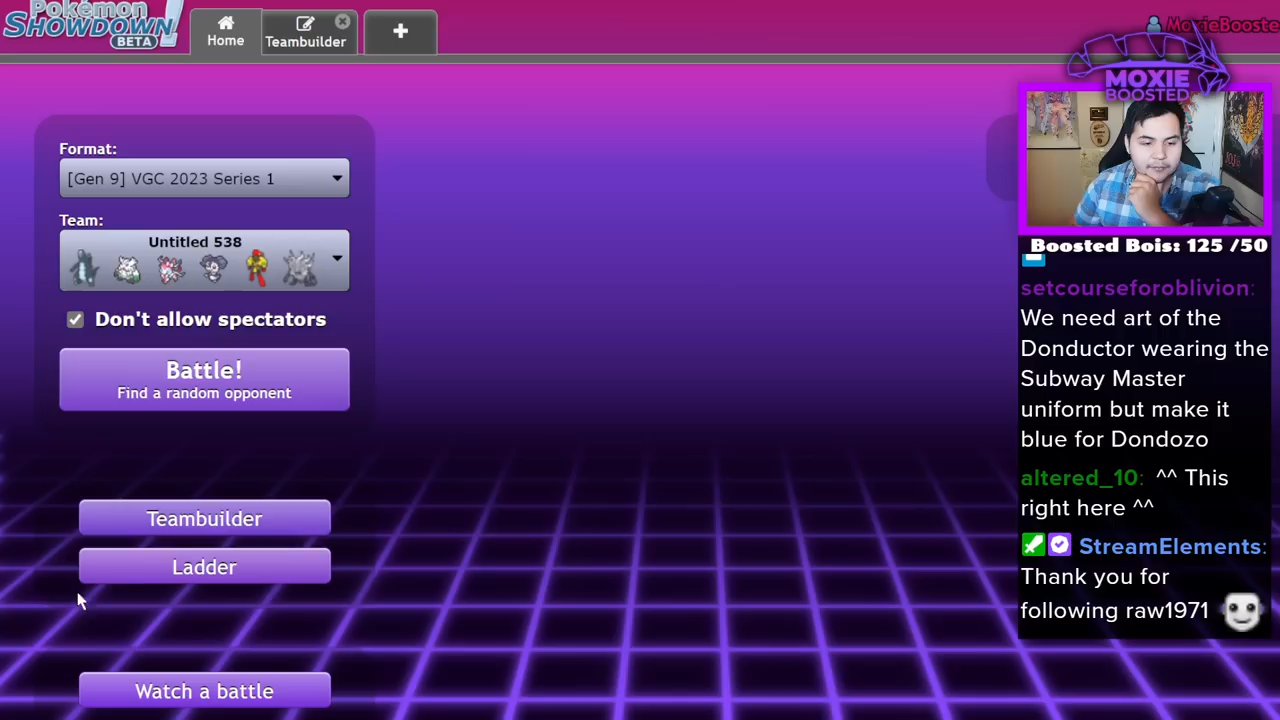 Pokémon
SHOWDOWN!
BETA
Home
Teambuilder
MoxieBooste
MOXIE
BOOSTED
Format:
[Gen 9] VGC 2023 Series 1
Team:
Untitled 538
Don't allow spectators
Battle!
Find a random opponent
Teambuilder
Ladder
Watch a battle
Boosted Bois: 125 /50
setcourseforoblivion:
We need art of the
Donductor wearing the
Subway Master
uniform but make it
blue for Dondozo
altered_10: ^^ This
right here ^^
StreamElements:
Thank you for
following raw1971